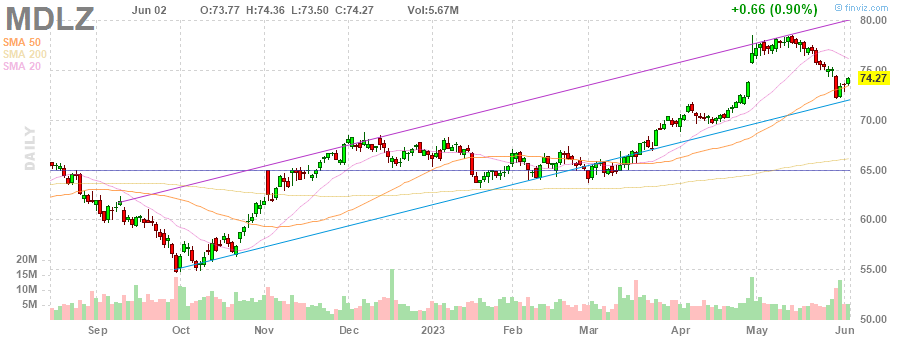 MDLZ
Jun 02
O:73.77 H:74.36 L:73.50 C:74.27
Vol:5.67M
+0.66 (0.90%)
finviz.com
SMA 50
SMA 200
SMA 20
DAILY
80.00
75.00
74.27
70.00
65.00
60.00
55.00
50.00
20M
15M
10M
5M
Sep Oct Nov Dec 2023 Feb Mar Apr May Jun